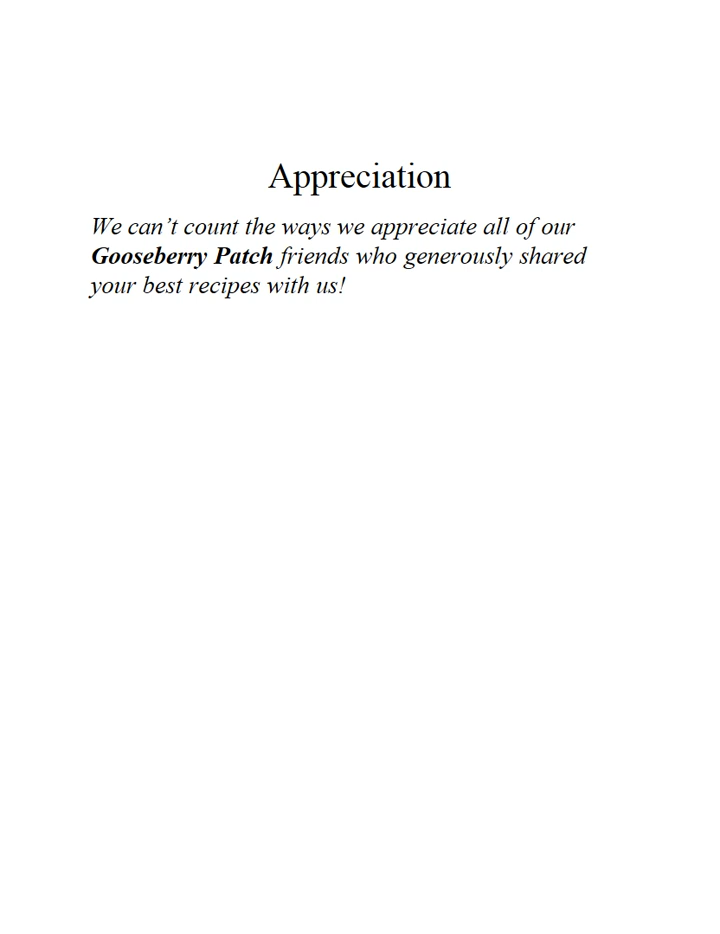 Appreciation
We can’t count the ways we appreciate all of our
Gooseberry Patch friends who generously shared
your best recipes with us!